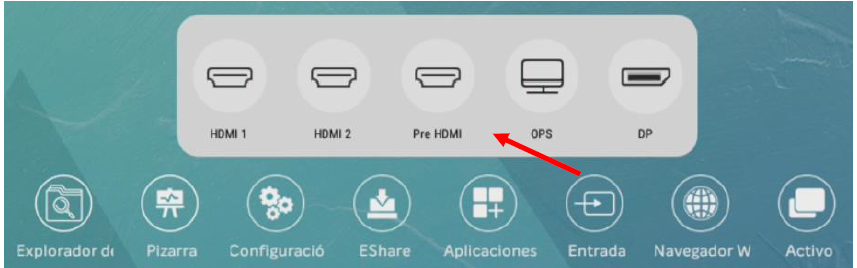 HDMI 1 HDMI 2 Pre HDMI OPS DP
Explorador de Pizarra Configuració EShare Aplicaciones Entrada Navegador W Activo